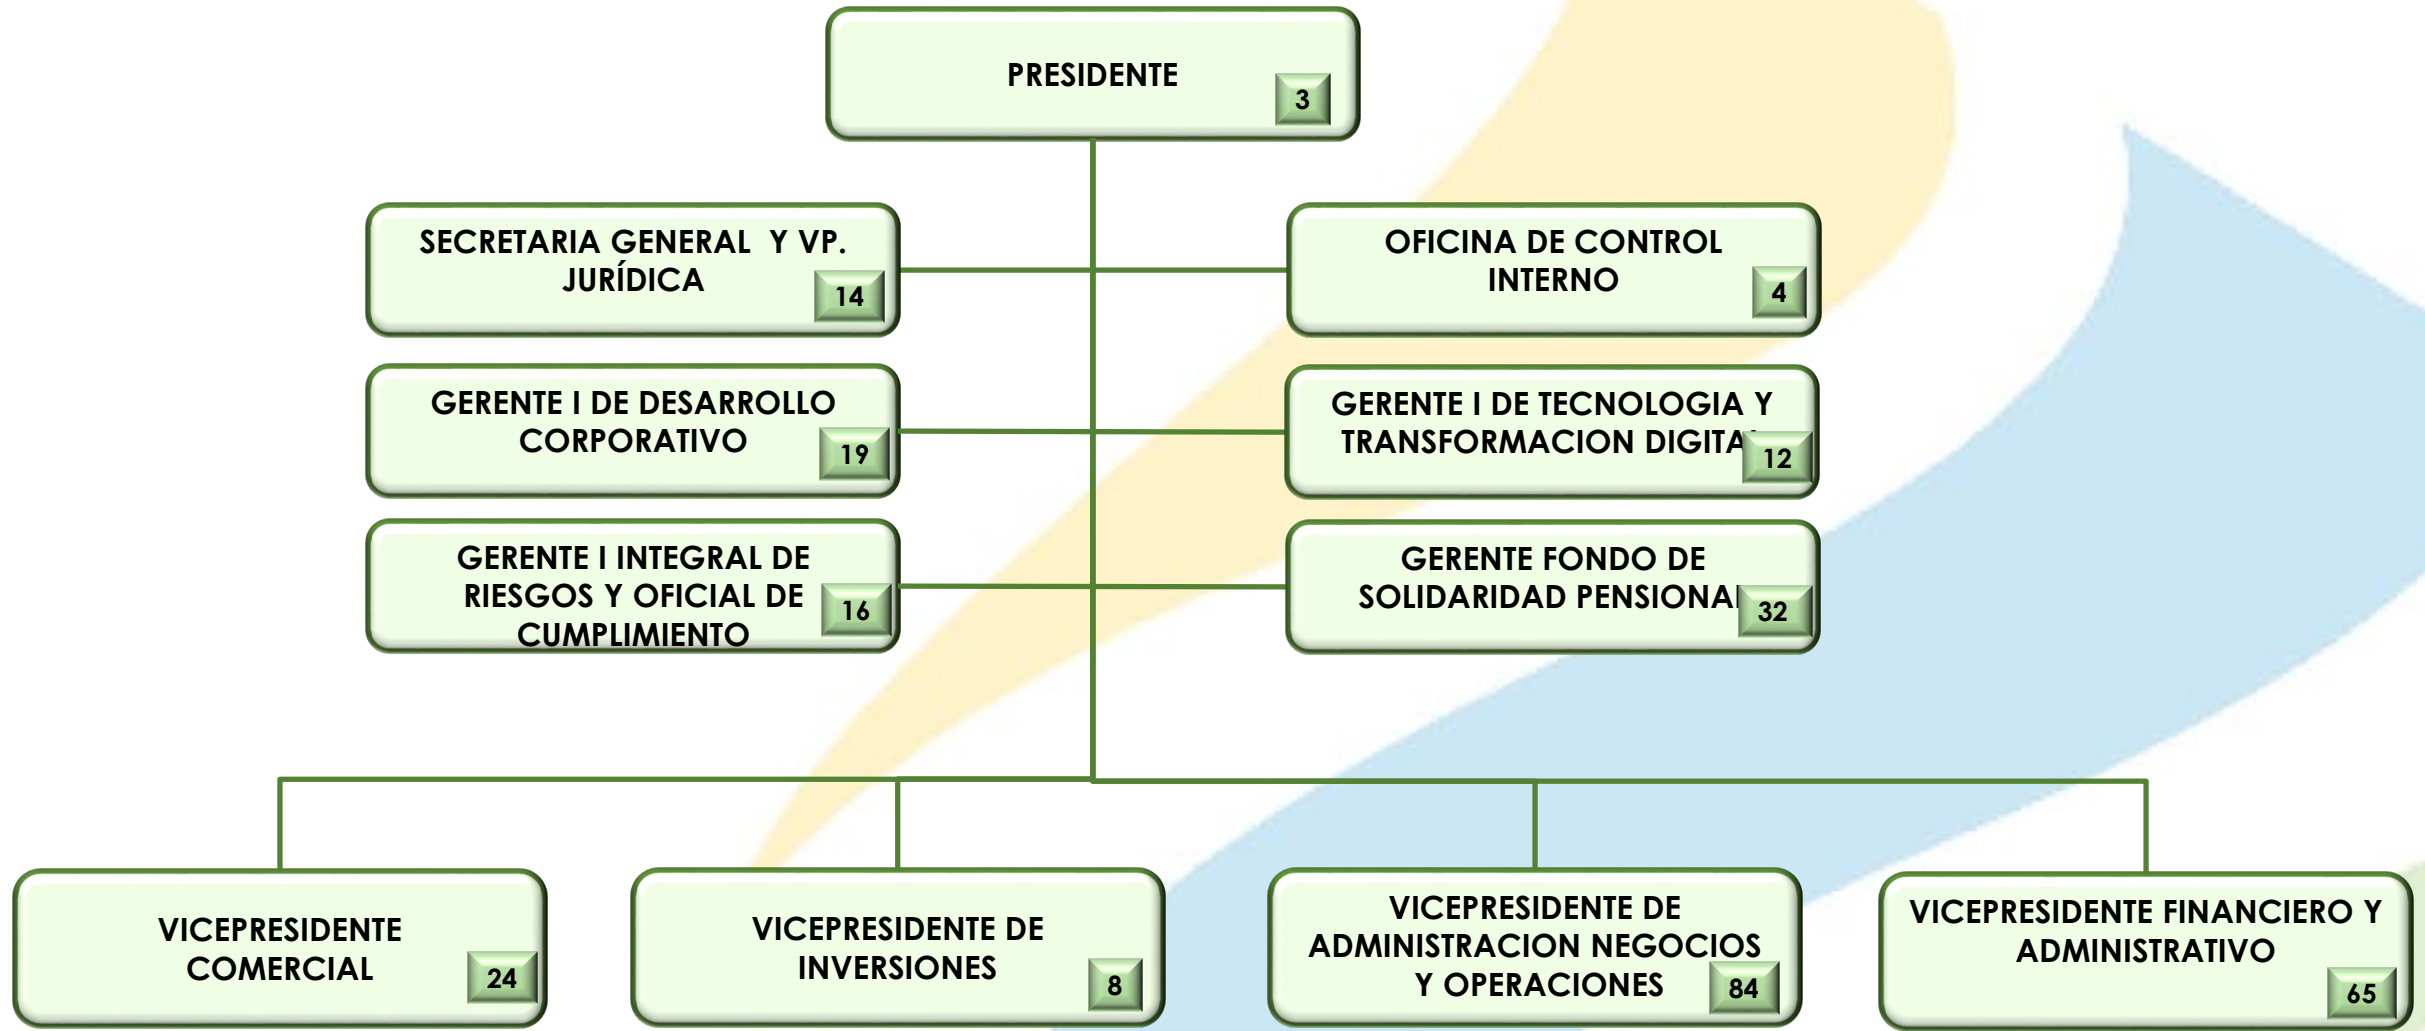 PRESIDENTE
3
SECRETARIA GENERAL Y VP.
JURÍDICA
14
OFICINA DE CONTROL
INTERNO
4
GERENTE I DE DESARROLLO
CORPORATIVO
19
GERENTE I DE TECNOLOGIA Y
TRANSFORMACION DIGITAL
12
GERENTE I INTEGRAL DE
RIESGOS Y OFICIAL DE
CUMPLIMIENTO
16
GERENTE FONDO DE
SOLIDARIDAD PENSIONAL
32
VICEPRESIDENTE
COMERCIAL
24
VICEPRESIDENTE DE
INVERSIONES
8
VICEPRESIDENTE DE
ADMINISTRACION NEGOCIOS
Y OPERACIONES
84
VICEPRESIDENTE FINANCIERO Y
ADMINISTRATIVO
65